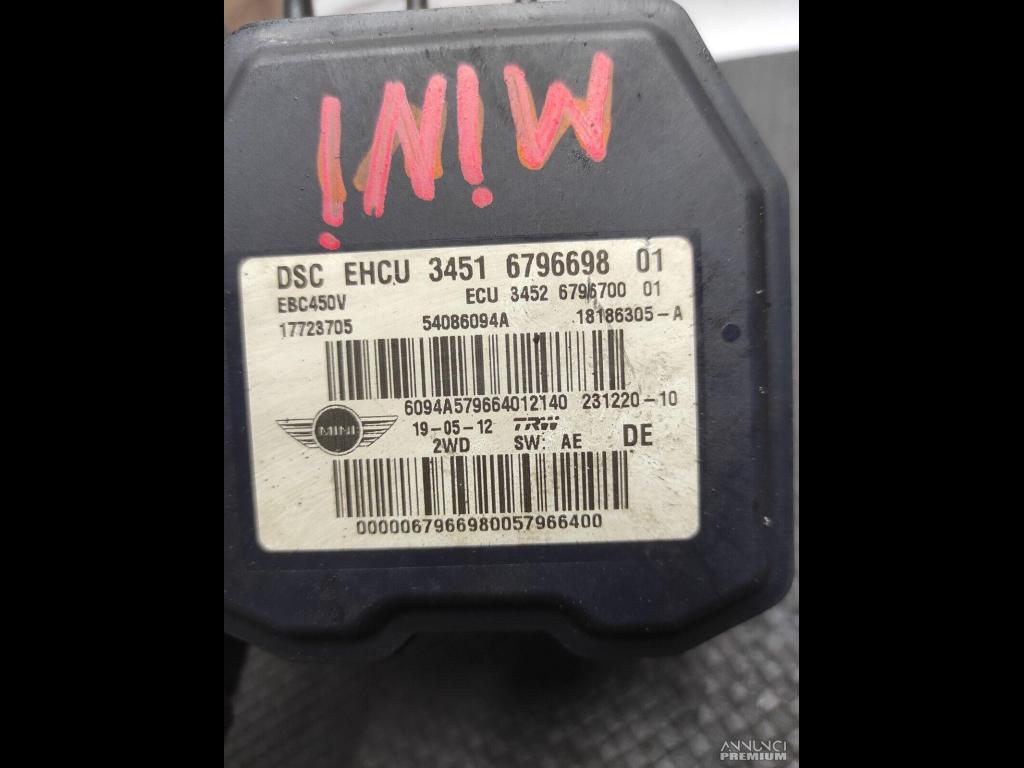 MINI
DSC EHCU 3451 6796698 01
EBC450V ECU 3452 6796700 01
17723705 54086094A 18186305-A
6094A579664012140 231220-10
MINI 19-05-12 TRW
2WD SW: AE DE
0000067966980057966400
ANNUNCI
PREMIUM